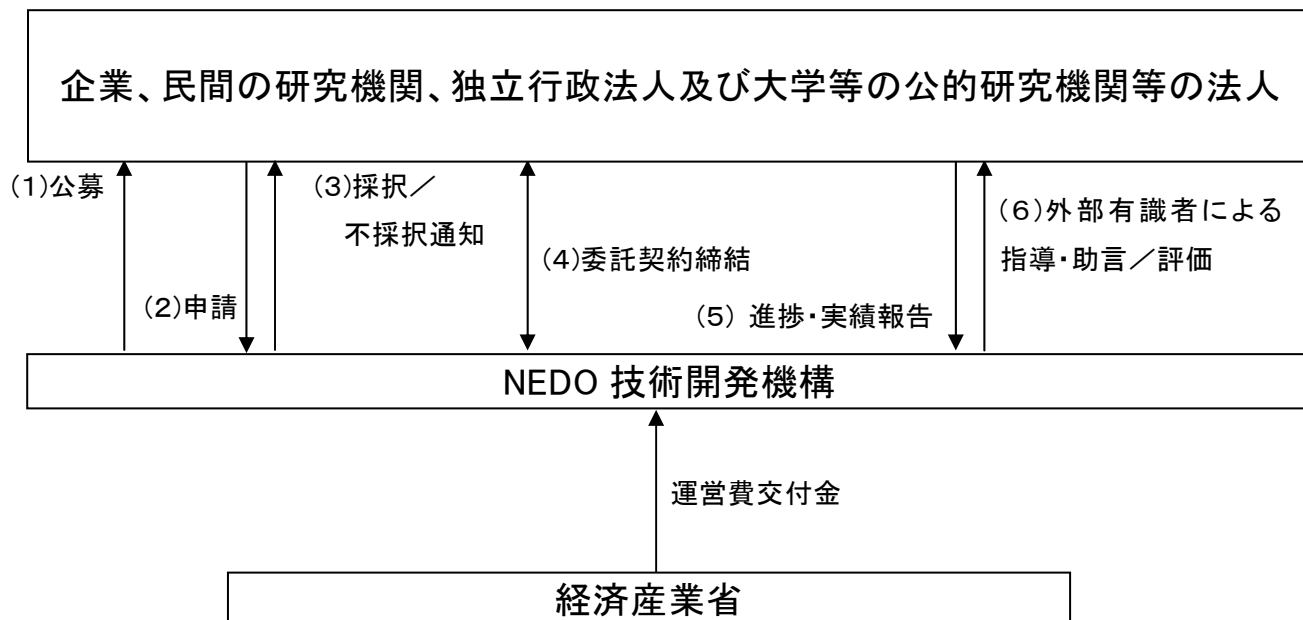 企業、民間の研究機関、独立行政法人及び大学等の公的研究機関等の法人
(1)公募
(2)申請
(3)採択／
不採択通知
(4)委託契約締結
(5) 進捗・実績報告
(6)外部有識者による
指導・助言／評価
NEDO 技術開発機構
運営費交付金
経済産業省